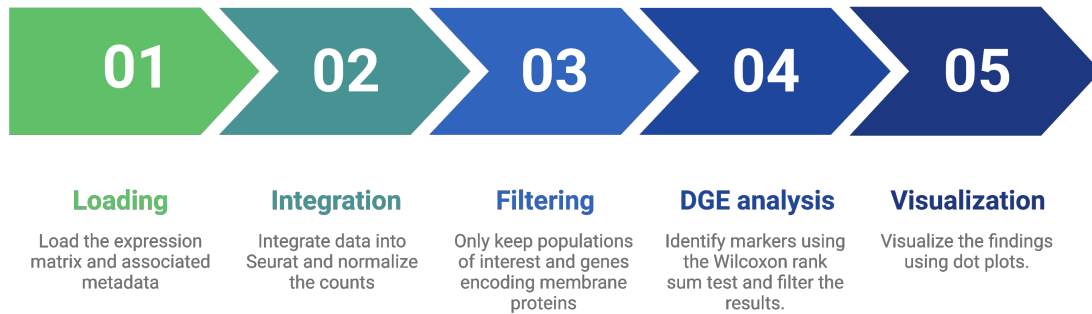 01
02
03
04
05
Loading
Load the expression
matrix and associated
metadata
Integration
Integrate data into
Seurat and normalize
the counts
Filtering
Only keep populations
of interest and genes
encoding membrane
proteins
DGE analysis
Identify markers using
the Wilcoxon rank
sum test and filter the
results.
Visualization
Visualize the findings
using dot plots.